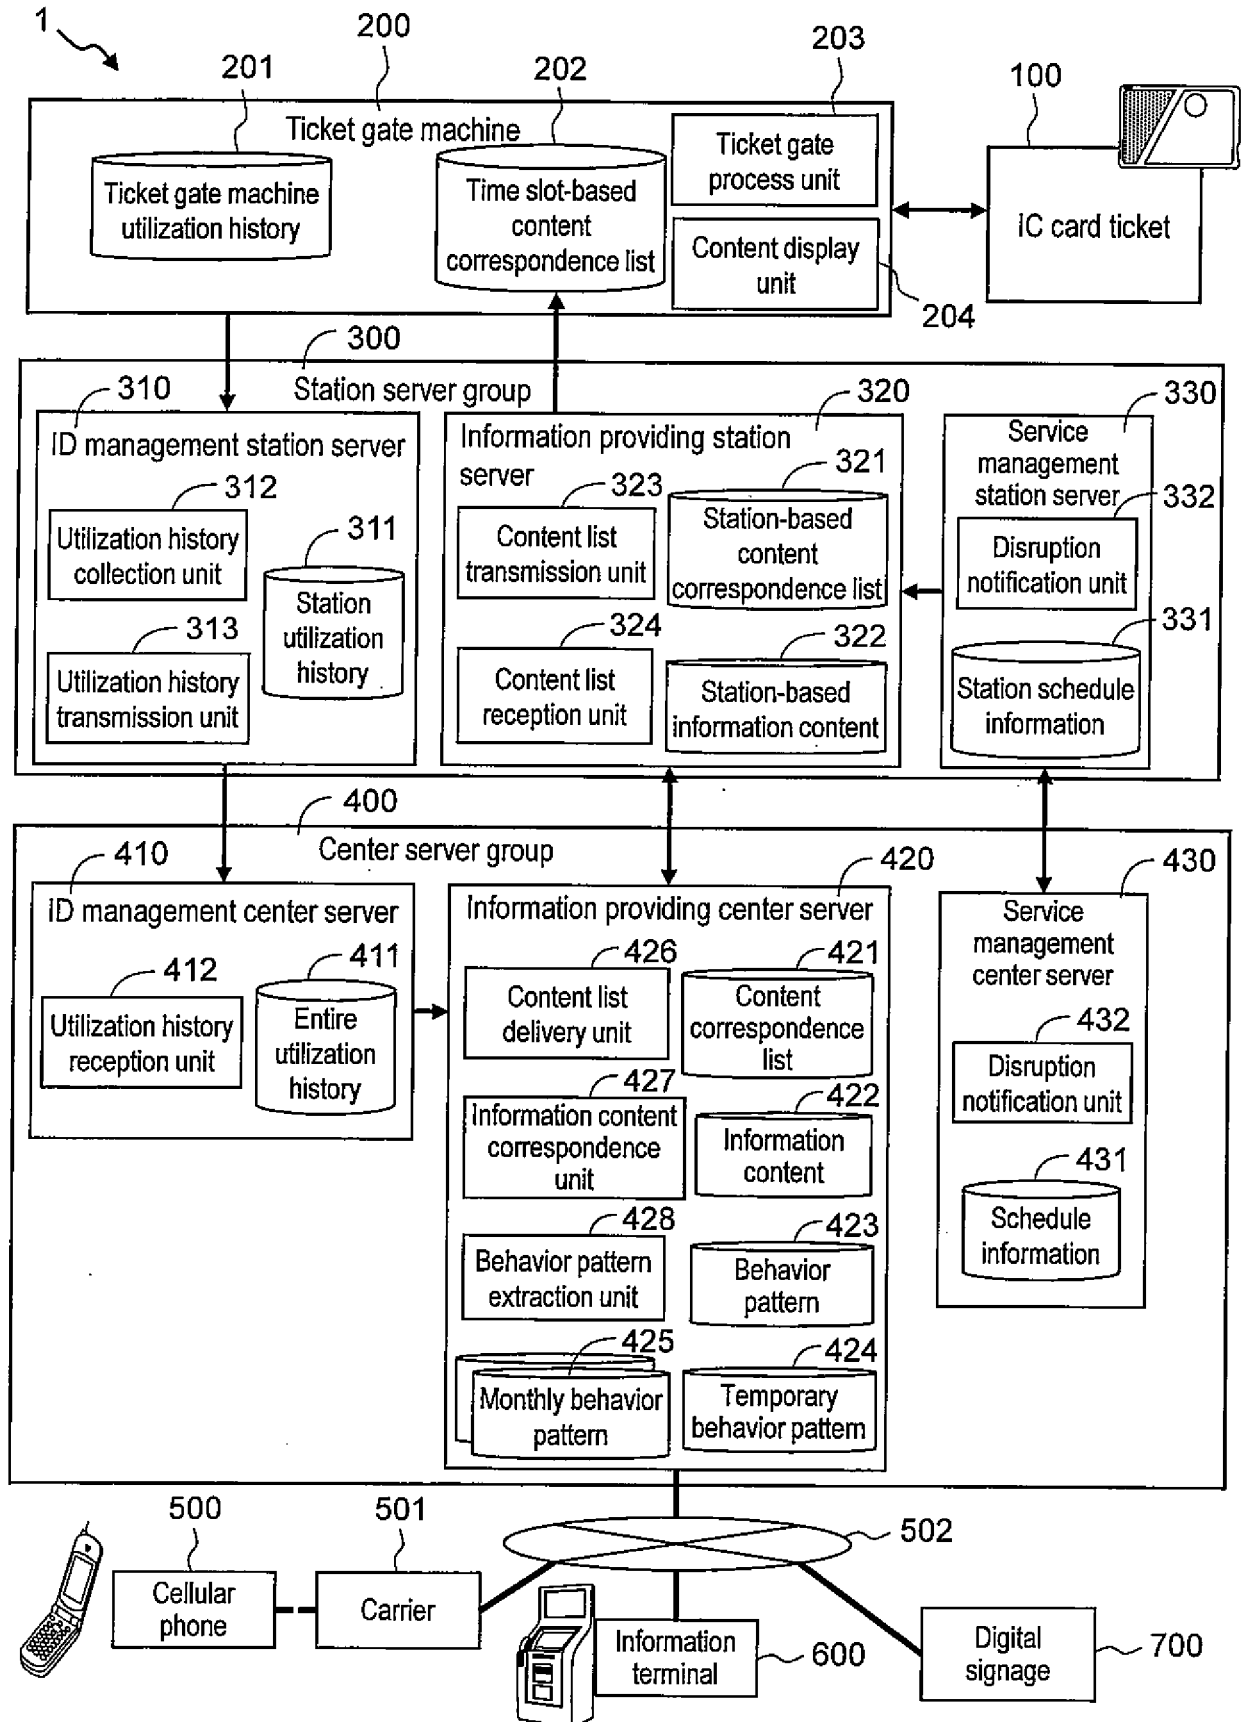 1
200
203
201
202
100
Ticket gate machine
Ticket gate
process unit
Ticket gate machine
utilization history
Time slot-based
content
correspondence list
IC card ticket
Content display
unit
204
300
Station server group
310
320
330
ID management station server
Information providing station
server
Service
management
station server
312
323
321
332
311
Utilization history
collection unit
Content list
transmission unit
Station-based
content
correspondence list
Disruption
notification unit
Station
utilization
history
313
324
322
331
Utilization history
transmission unit
Content list
reception unit
Station-based
information content
Station schedule
information
400
Center server group
410
420
430
ID management center server
Information providing center server
Service
management
center server
412
411
426
421
Utilization history
reception unit
Entire
utilization
history
Content list
delivery unit
Content
correspondence
list
432
Disruption
notification unit
427
422
Information content
correspondence
unit
Information
content
431
Schedule
information
428
423
Behavior pattern
extraction unit
Behavior
pattern
425
424
Monthly behavior
pattern
Temporary
behavior pattern
500
501
502
Cellular
phone
Carrier
Information
terminal
600
Digital
signage
700